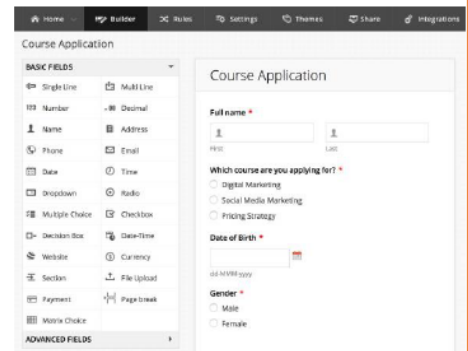 Home Builder Rules Settings Themes Share Integrations
Course Application
BASIC FIELDS
Single Line Multi Line
123 Number .00 Decimal
Name Address
Phone Email
Date Time
Dropdown Radio
Multiple Choice Checkbox
Decision Box Date-Time
Website Currency
Section File Upload
Payment Page break
Matrix Choice
ADVANCED FIELDS
Course Application
Full name *
First Last
Which course are you applying for? *
Digital Marketing
Social Media Marketing
Pricing Strategy
Date of Birth *
dd-MMM-yyyy
Gender *
Male
Female